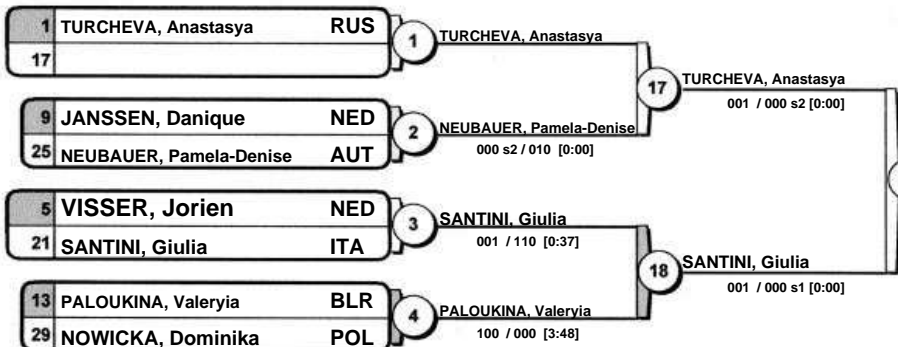 1 TURCHEVA, Anastasya RUS
17
1
TURCHEVA, Anastasya
9 JANSSEN, Danique NED
25 NEUBAUER, Pamela-Denise AUT
2
NEUBAUER, Pamela-Denise
000 s2 / 010 [0:00]
17
TURCHEVA, Anastasya
001 / 000 s2 [0:00]
5 VISSER, Jorien NED
21 SANTINI, Giulia ITA
3
SANTINI, Giulia
001 / 110 [0:37]
13 PALOUKINA, Valeryia BLR
29 NOWICKA, Dominika POL
4
PALOUKINA, Valeryia
100 / 000 [3:48]
18
SANTINI, Giulia
001 / 000 s1 [0:00]